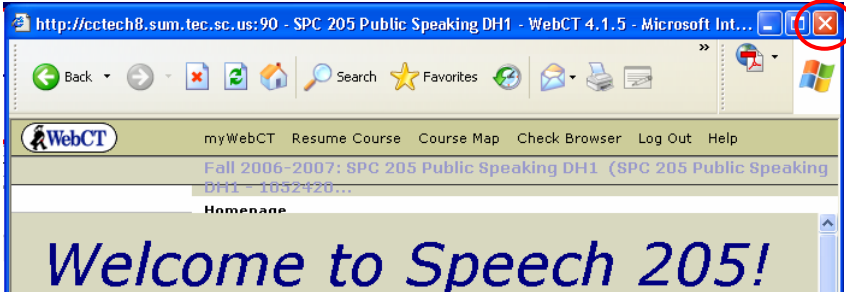 http://cctech8.sum.tec.sc.us:90 - SPC 205 Public Speaking DH1 - WebCT 4.1.5 - Microsoft Int...
Back Search Favorites »
WebCT myWebCT Resume Course Course Map Check Browser Log Out Help
Fall 2006-2007: SPC 205 Public Speaking DH1 (SPC 205 Public Speaking
DH1 - 1852420...
Homepage
Welcome to Speech 205!